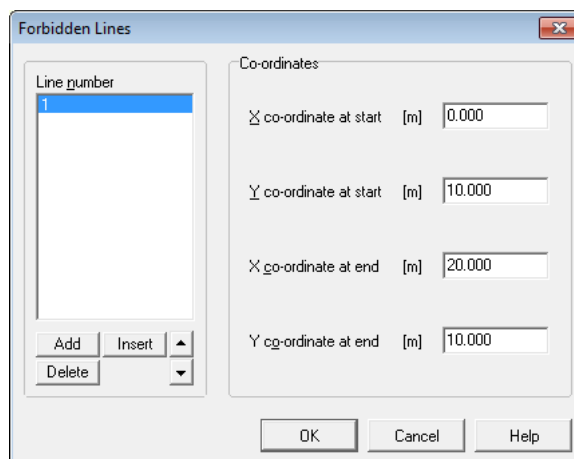 Forbidden Lines
Line number
1
Add
Insert
Delete
Co-ordinates
X co-ordinate at start [m] 0.000
Y co-ordinate at start [m] 10.000
X co-ordinate at end [m] 20.000
Y co-ordinate at end [m] 10.000
OK
Cancel
Help